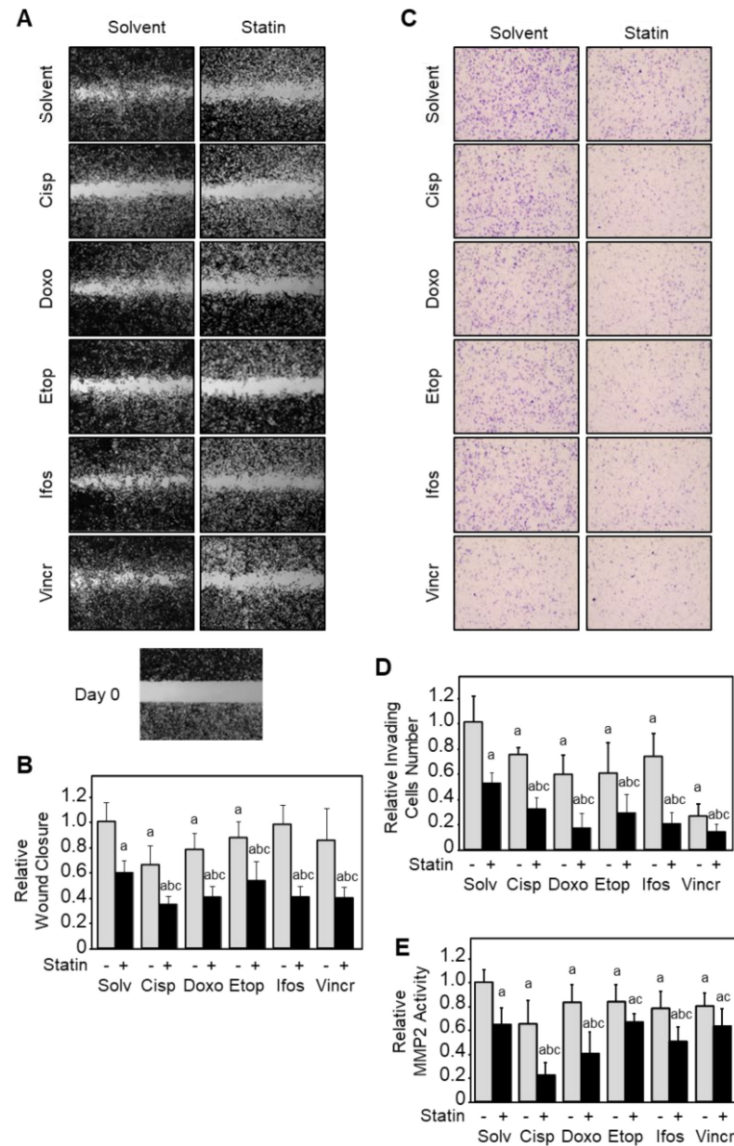 A
Solvent Statin
Solvent
Cisp
Doxo
Etop
Ifos
Vincr
Day 0
B
Relative
Wound Closure
1.2
1.0
0.8
0.6
0.4
0.2
0
a a abc a abc a abc abc abc
Statin - + - + - + - + - + - +
Solv Cisp Doxo Etop Ifos Vincr
C
Solvent Statin
Solvent
Cisp
Doxo
Etop
Ifos
Vincr
D
Relative Invading
Cells Number
1.2
1.0
0.8
0.6
0.4
0.2
0
a a abc a abc a abc a abc a abc
Statin - + - + - + - + - + - +
Solv Cisp Doxo Etop Ifos Vincr
E
Relative
MMP2 Activity
1.2
1.0
0.8
0.6
0.4
0.2
0
a a abc a abc a ac a abc a ac
Statin - + - + - + - + - + - +
Solv Cisp Doxo Etop Ifos Vincr